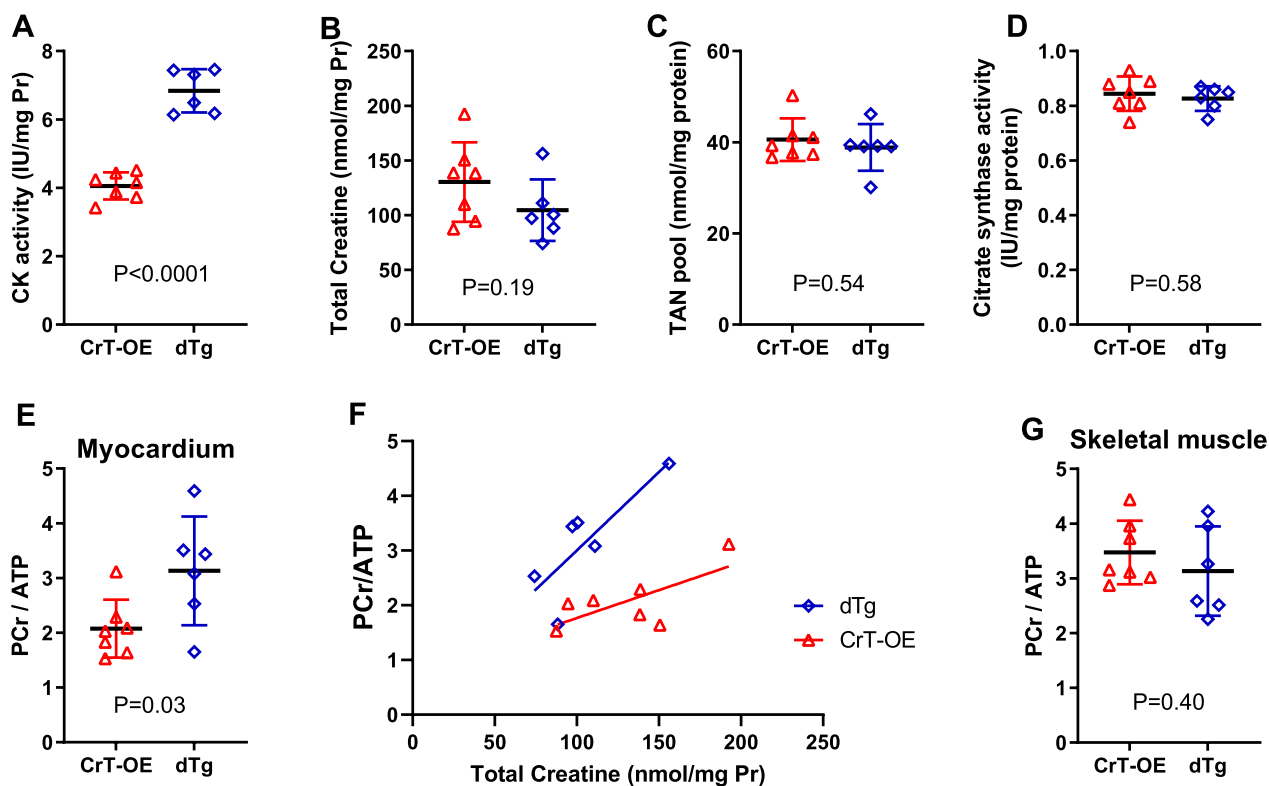 A
CK activity (IU/mg Pr)
8
6
4
2
0
P<0.0001
CrT-OE
dTg
B
Total Creatine (nmol/mg Pr)
250
200
150
100
50
0
P=0.19
CrT-OE
dTg
C
TAN pool (nmol/mg protein)
60
40
20
0
P=0.54
CrT-OE
dTg
D
Citrate synthase activity
(IU/mg protein)
1.0
0.8
0.6
0.4
0.2
0.0
P=0.58
CrT-OE
dTg
E
Myocardium
PCr / ATP
5
4
3
2
1
0
P=0.03
CrT-OE
dTg
F
PCr/ATP
5
4
3
2
1
0
0
50
100
150
200
250
Total Creatine (nmol/mg Pr)
dTg
CrT-OE
G
Skeletal muscle
PCr / ATP
5
4
3
2
1
0
P=0.40
CrT-OE
dTg